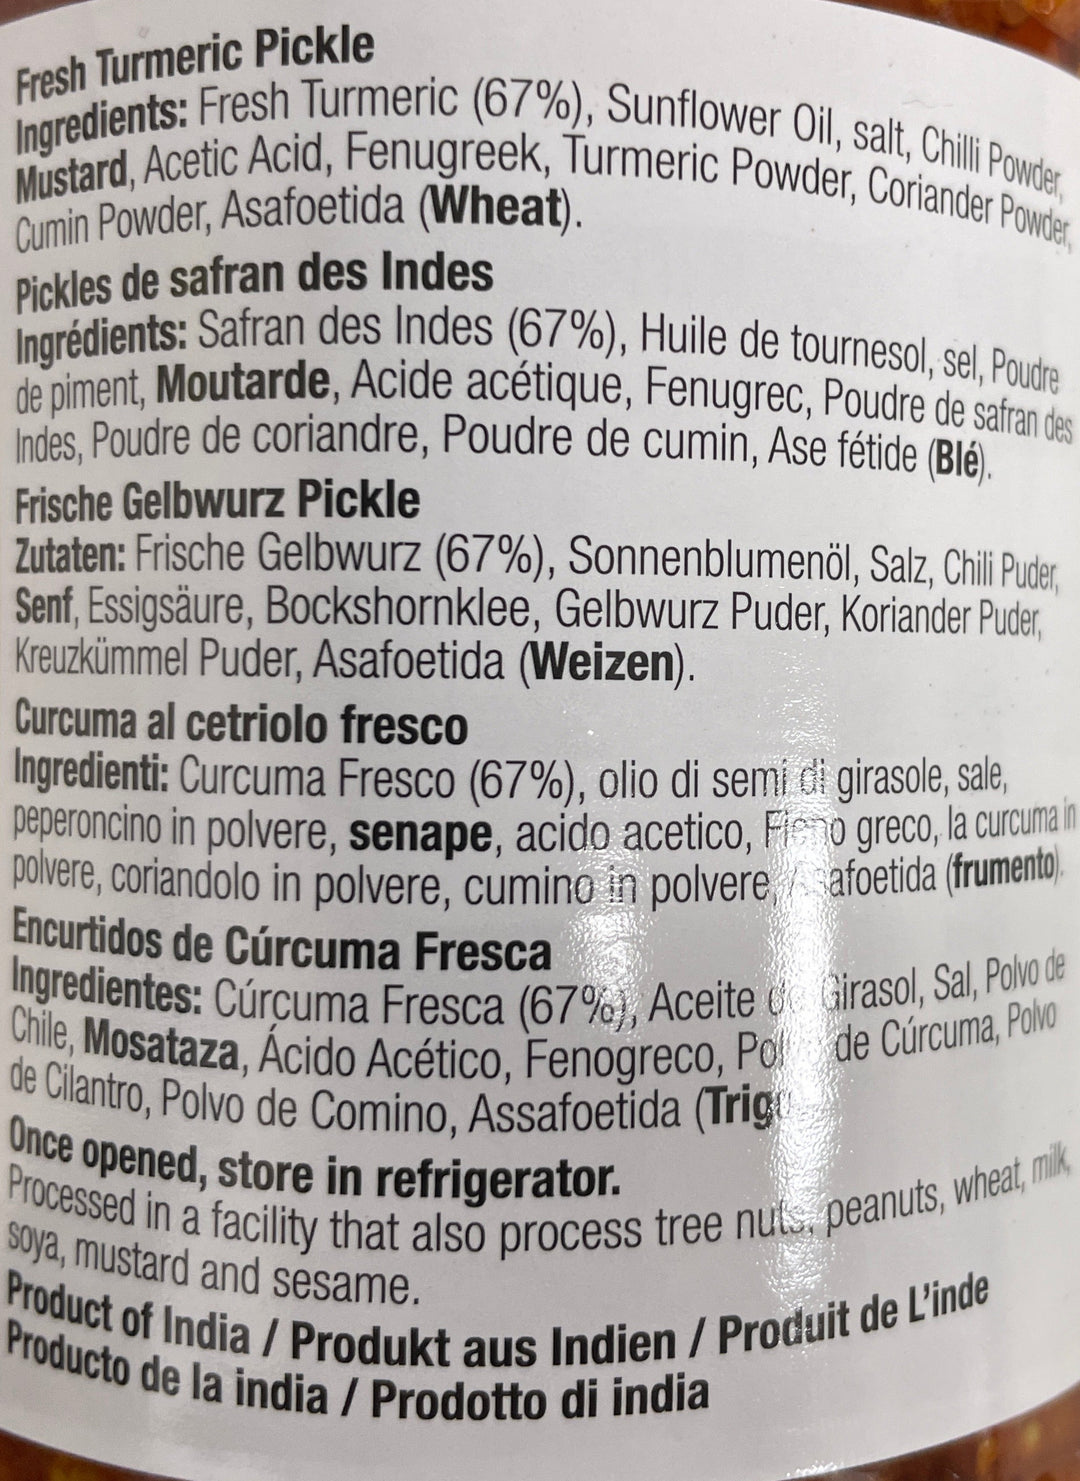 Fresh Turmeric Pickle
Ingredients: Fresh Turmeric (67%), Sunflower Oil, salt, Chilli Powder,
Mustard, Acetic Acid, Fenugreek, Turmeric Powder, Coriander Powder,
Cumin Powder, Asafoetida (Wheat).
Pickles de safran des Indes
Ingrédients: Safran des Indes (67%), Huile de tournesol, sel, Poudre
de piment, Moutarde, Acide acétique, Fenugrec, Poudre de safran des
Indes, Poudre de coriandre, Poudre de cumin, Ase fétide (Blé).
Frische Gelbwurz Pickle
Zutaten: Frische Gelbwurz (67%), Sonnenblumenöl, Salz, Chili Puder,
Senf, Essigsäure, Bockshornklee, Gelbwurz Puder, Koriander Puder,
Kreuzkümmel Puder, Asafoetida (Weizen).
Curcuma al cetriolo fresco
Ingredienti: Curcuma Fresco (67%), olio di semi di girasole, sale,
peperoncino in polvere, senape, acido acetico, Fieno greco, la curcuma in
polvere, coriandolo in polvere, cumino in polvere, Asafoetida (frumento).
Encurtidos de Cúrcuma Fresca
Ingredientes: Cúrcuma Fresca (67%), Aceite de Girasol, Sal, Polvo de
Chile, Mosataza, Ácido Acético, Fenogreco, de Cúrcuma, Polvo
de Cilantro, Polvo de Comino, Assafoetida
Once opened, store in refrigerator.
Processed in a facility that also process tree nuts, peanuts, wheat, milk,
soya, mustard and sesame.
Product of India / Produkt aus Indien / Produit de L'inde
Producto de la india / Prodotto di india